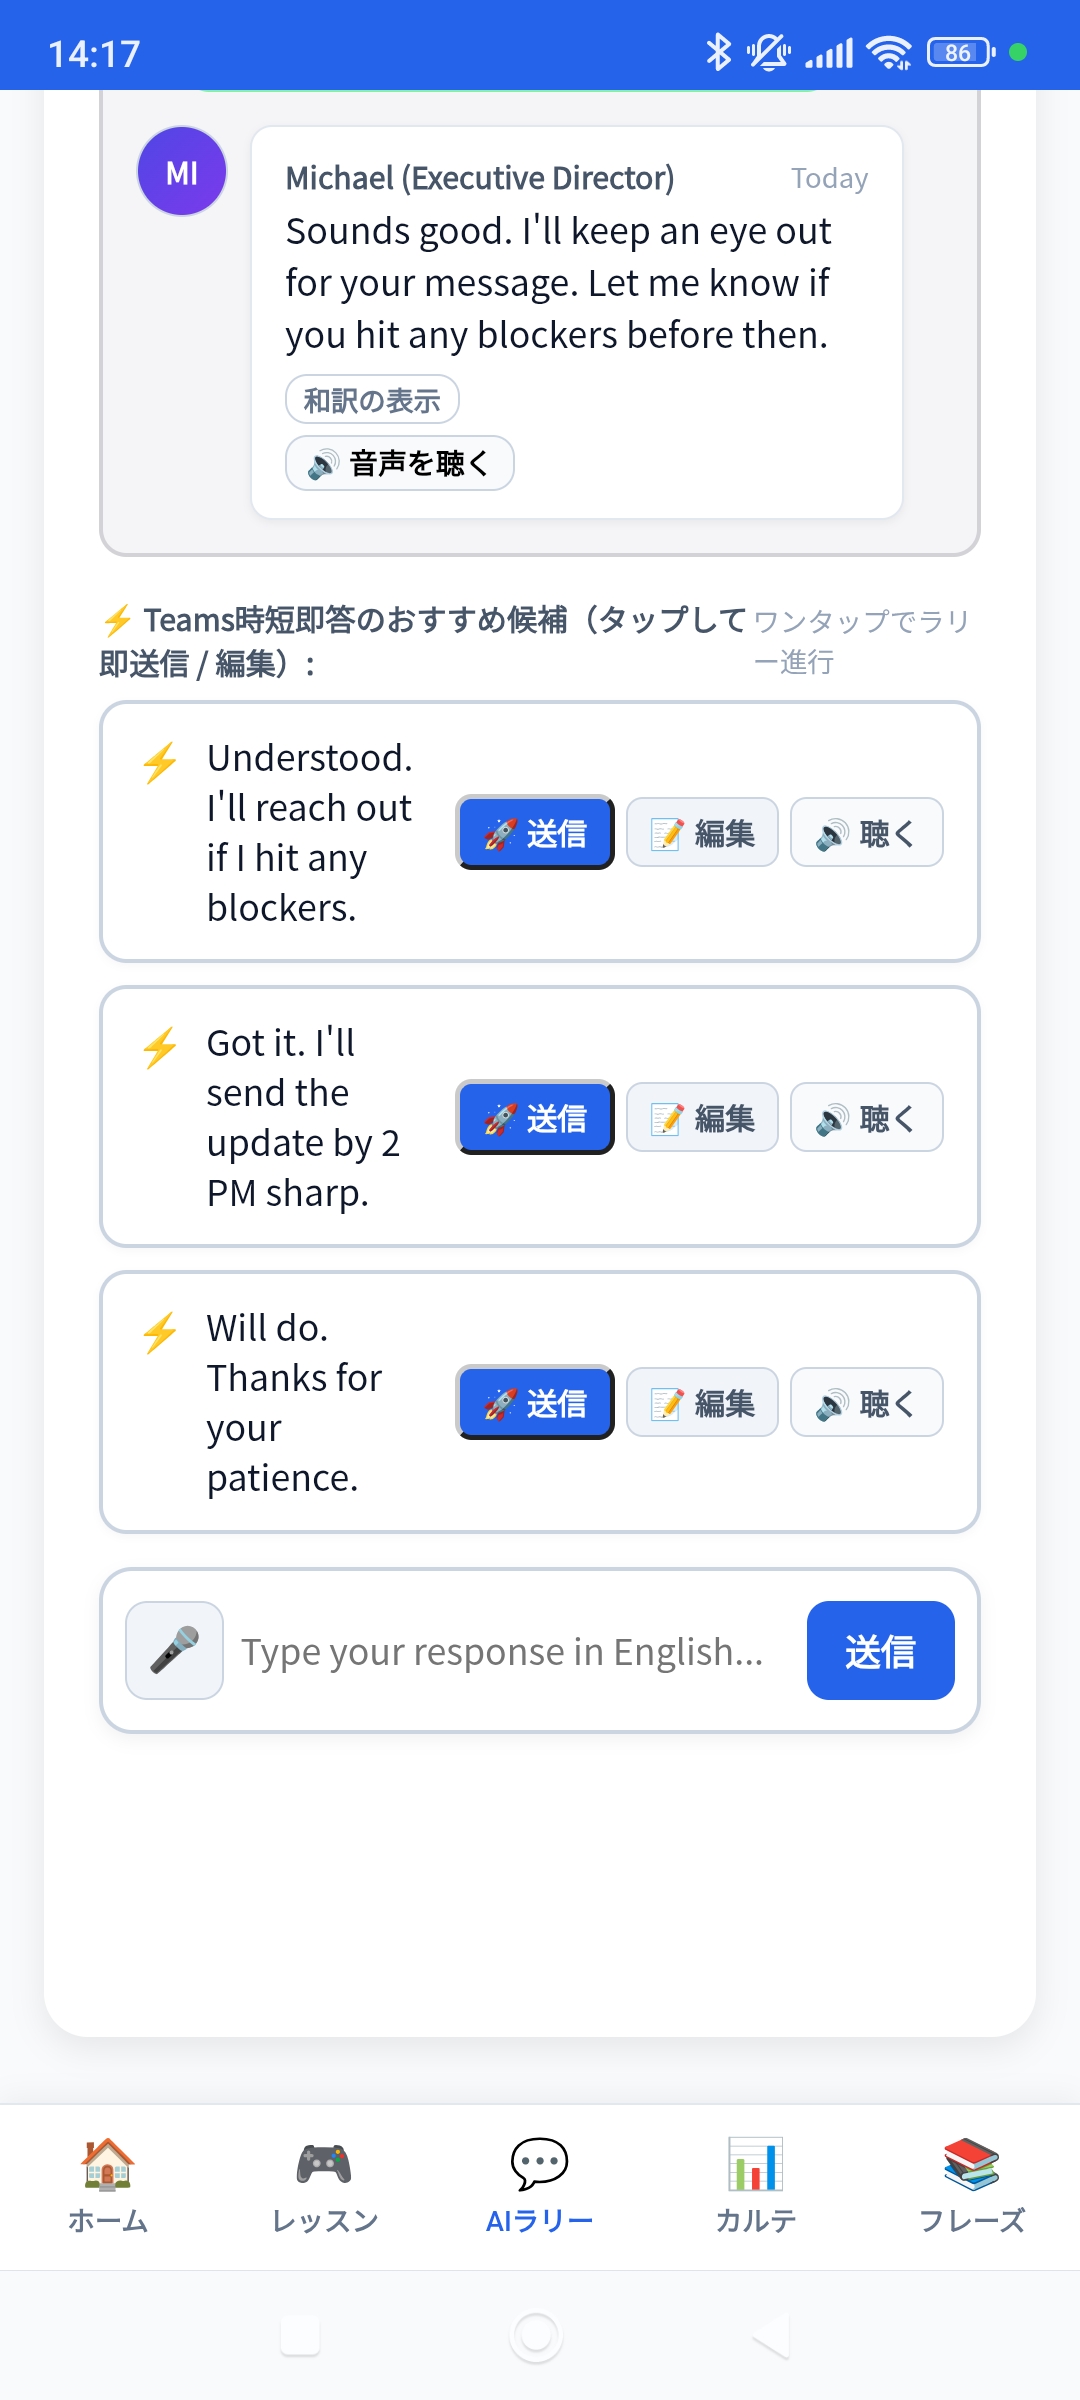 14:17
86
MI
Michael (Executive Director)
Today
Sounds good. I'll keep an eye out
for your message. Let me know if
you hit any blockers before then.
和訳の表示
🔊 音声を聴く
⚡ Teams時短即答のおすすめ候補（タップして
即送信 / 編集）:
ワンタップでラリ
ー進行
⚡ Understood.
I'll reach out
if I hit any
blockers.
🚀 送信
📝 編集
🔊 聴く
⚡ Got it. I'll
send the
update by 2
PM sharp.
🚀 送信
📝 編集
🔊 聴く
⚡ Will do.
Thanks for
your
patience.
🚀 送信
📝 編集
🔊 聴く
Type your response in English...
送信
ホーム
レッスン
AIラリー
カルテ
フレーズ